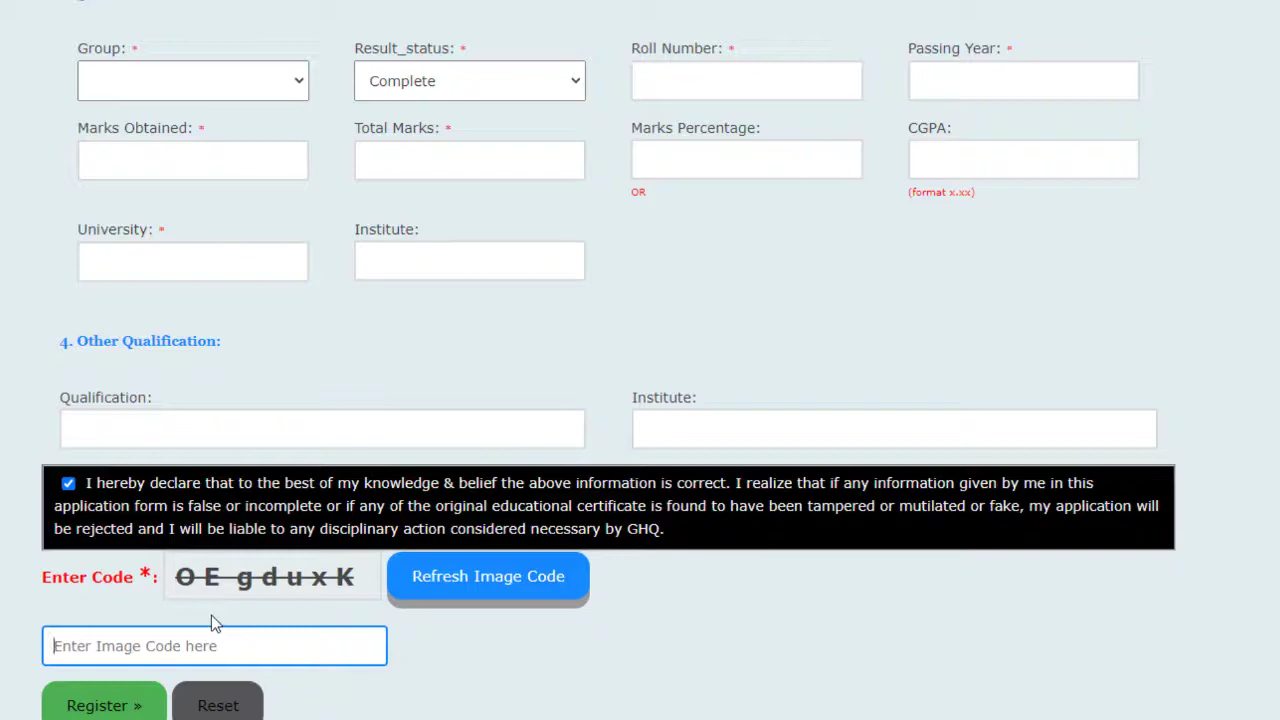 Group: * Result_status: * Roll Number: * Passing Year: *
Complete
Marks Obtained: * Total Marks: * Marks Percentage: CGPA:
OR (format x.xx)
University: * Institute:
4. Other Qualification:
Qualification: Institute:
I hereby declare that to the best of my knowledge & belief the above information is correct. I realize that if any information given by me in this
application form is false or incomplete or if any of the original educational certificate is found to have been tampered or mutilated or fake, my application will
be rejected and I will be liable to any disciplinary action considered necessary by GHQ.
Enter Code *: O E g d u x K Refresh Image Code
Enter Image Code here
Register » Reset